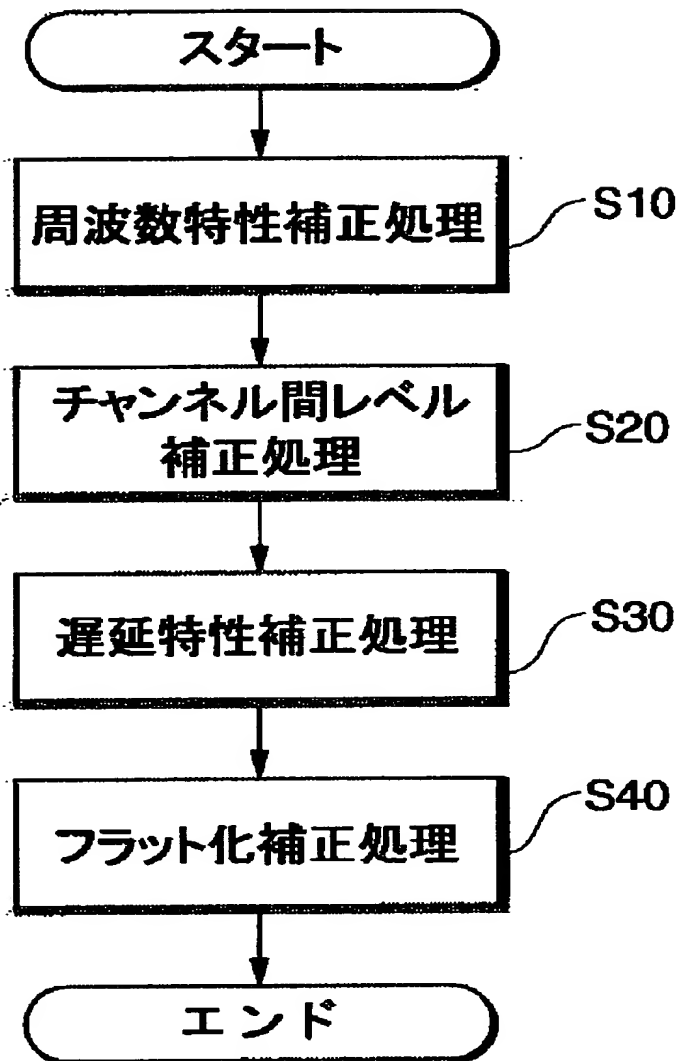 スタート
周波数特性補正処理
S10
チャンネル間レベル
補正処理
S20
遅延特性補正処理
S30
フラット化補正処理
S40
エンド